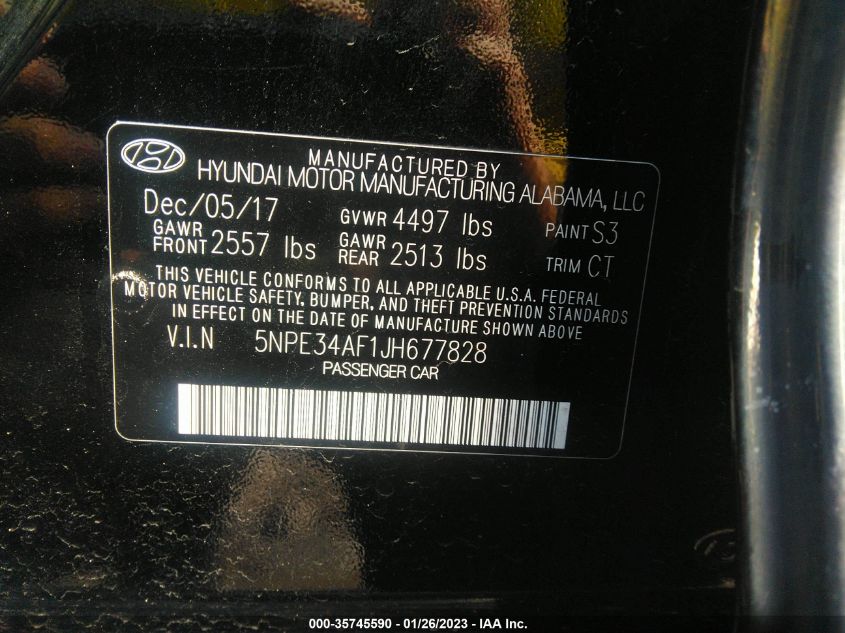 MANUFACTURED BY
HYUNDAI MOTOR MANUFACTURING ALABAMA, LLC
Dec/05/17 GVWR 4497 lbs PAINT S3
GAWR FRONT 2557 lbs GAWR REAR 2513 lbs TRIM CT
THIS VEHICLE CONFORMS TO ALL APPLICABLE U.S.A. FEDERAL
MOTOR VEHICLE SAFETY, BUMPER, AND THEFT PREVENTION STANDARDS
IN EFFECT ON THE DATE OF MANUFACTURE SHOWN ABOVE
V.I.N 5NPE34AF1JH677828
PASSENGER CAR
000-35745590 - 01/26/2023 - IAA Inc.